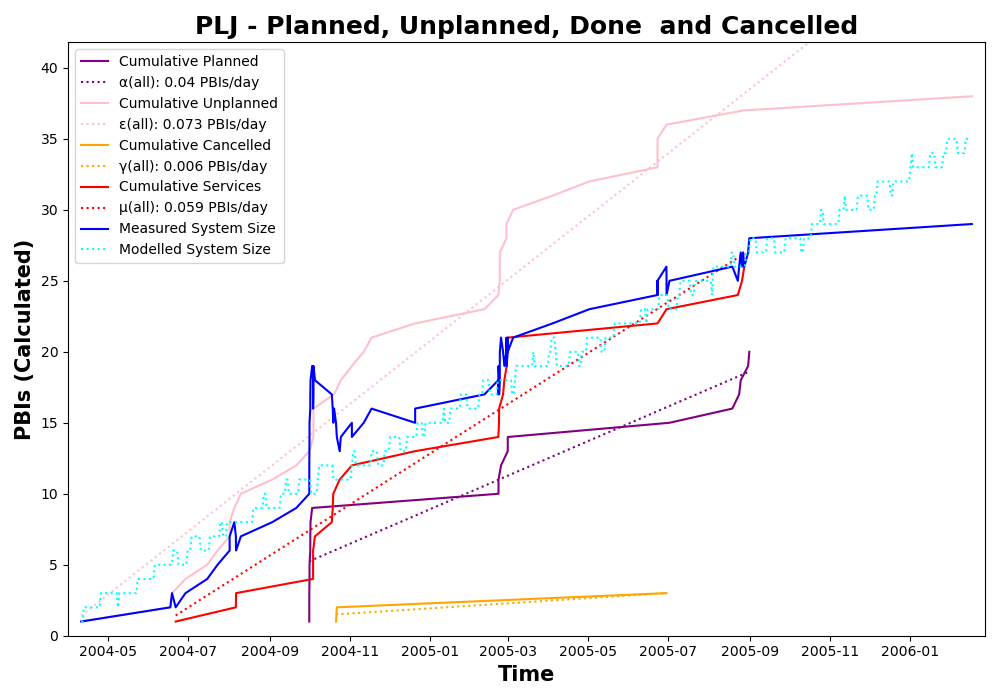 PLJ - Planned, Unplanned, Done  and Cancelled
Cumulative Planned
α(all): 0.04 PBIs/day
Cumulative Unplanned
ε(all): 0.073 PBIs/day
Cumulative Cancelled
γ(all): 0.006 PBIs/day
Cumulative Services
μ(all): 0.059 PBIs/day
Measured System Size
Modelled System Size
PBIs (Calculated)
40
35
30
25
20
15
10
5
0
2004-05 2004-07 2004-09 2004-11 2005-01 2005-03 2005-05 2005-07 2005-09 2005-11 2006-01
Time